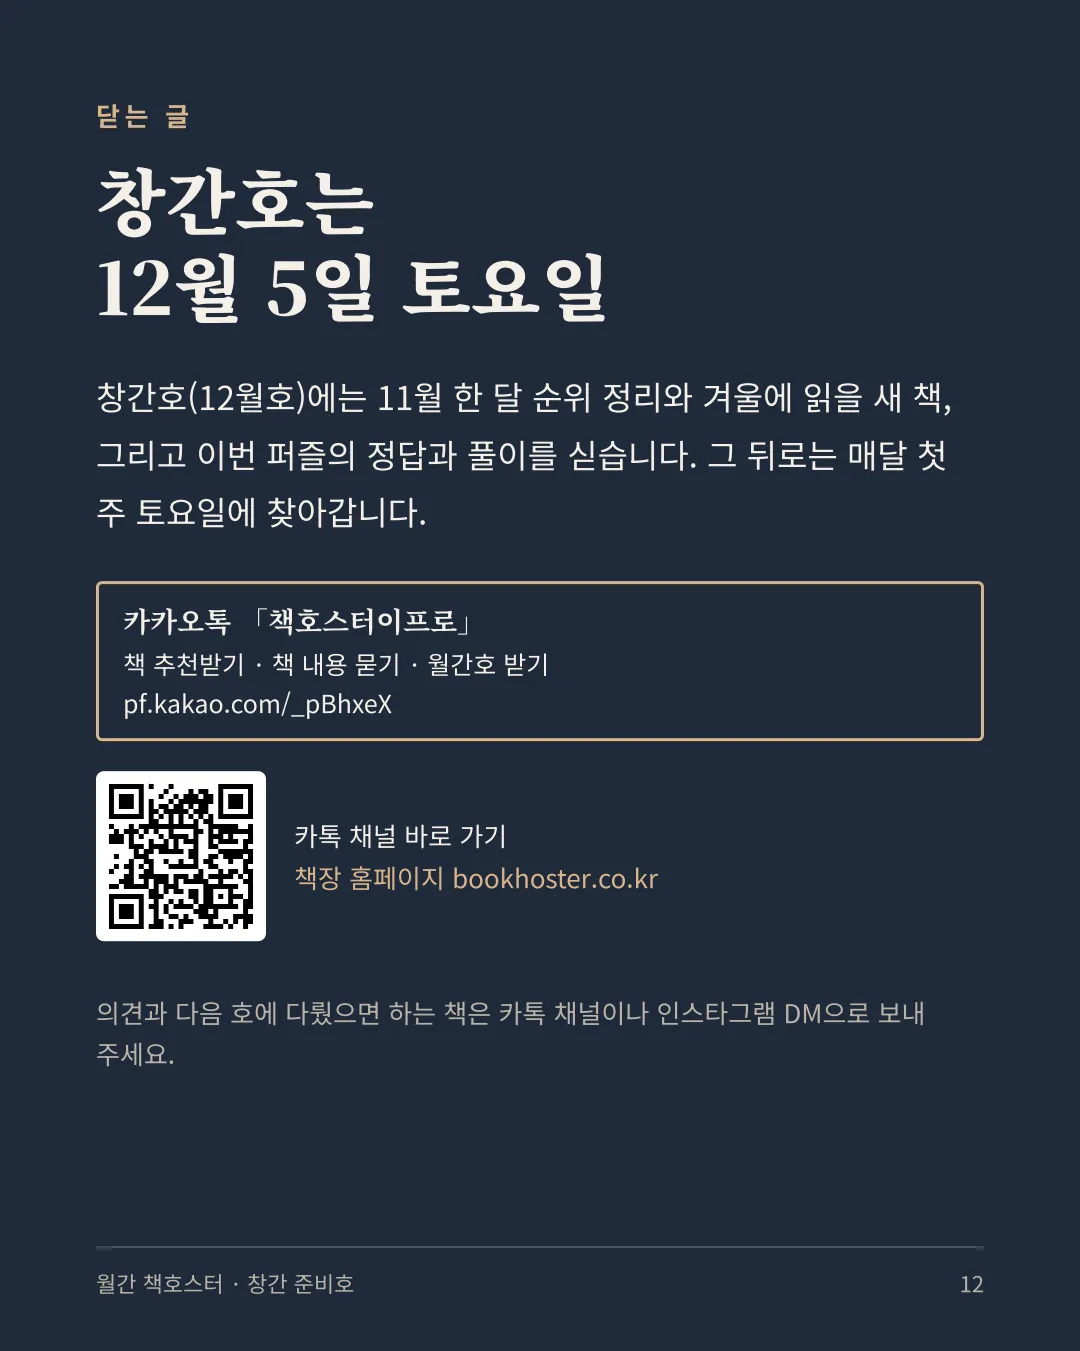 닫는 글
창간호는
12월 5일 토요일
창간호(12월호)에는 11월 한 달 순위 정리와 겨울에 읽을 새 책,
그리고 이번 퍼즐의 정답과 풀이를 싣습니다. 그 뒤로는 매달 첫
주 토요일에 찾아갑니다.
카카오톡 「책호스터이프로」
책 추천받기 · 책 내용 묻기 · 월간호 받기
pf.kakao.com/_pBhxeX
카톡 채널 바로 가기
책장 홈페이지 bookhoster.co.kr
의견과 다음 호에 다뤘으면 하는 책은 카톡 채널이나 인스타그램 DM으로 보내
주세요.
월간 책호스터 · 창간 준비호
12